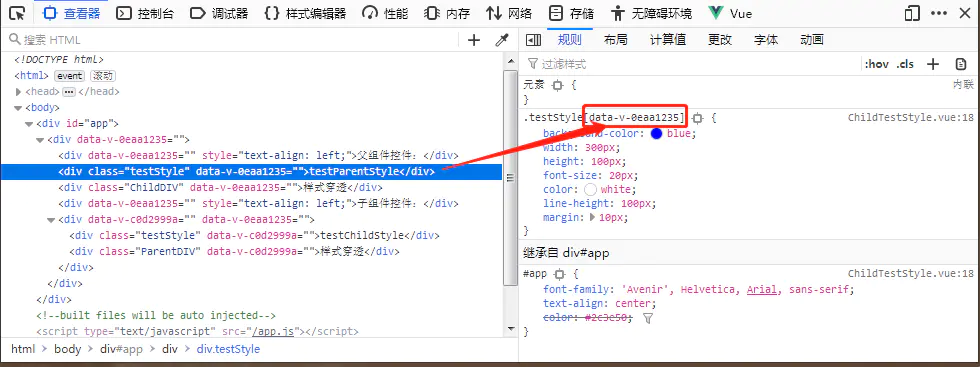 查看器 控制台 调试器 样式编辑器 性能 内存 网络 存储 无障碍环境 Vue
搜索 HTML
<!DOCTYPE html>
<html> event 滚动
<head> ••• </head>
<body>
<div id="app">
<div data-v-0eaa1235="">
<div data-v-0eaa1235="" style="text-align: left;">父组件控件：</div>
<div class="testStyle" data-v-0eaa1235="">testParentStyle</div>
<div class="ChildDIV" data-v-0eaa1235="">样式穿透</div>
<div data-v-0eaa1235="" style="text-align: left;">子组件控件：</div>
<div data-v-c0d2999a="" data-v-0eaa1235="">
<div class="testStyle" data-v-c0d2999a="">testChildStyle</div>
<div class="ParentDIV" data-v-c0d2999a="">样式穿透</div>
</div>
</div>
</div>
<!--built files will be auto injected-->
<script type="text/javascript" src="/app.js"></script>
html body div#app div div.testStyle
规则 布局 计算值 更改 字体 动画
过滤样式 :hov .cls
元素 { 内联
}
.testStyle[data-v-0eaa1235] { ChildTestStyle.vue:18
background-color: blue;
width: 300px;
height: 100px;
font-size: 20px;
color: white;
line-height: 100px;
margin: 10px;
}
继承自 div#app
#app { ChildTestStyle.vue:18
font-family: 'Avenir', Helvetica, Arial, sans-serif;
text-align: center;
color: #2c3e50;
}